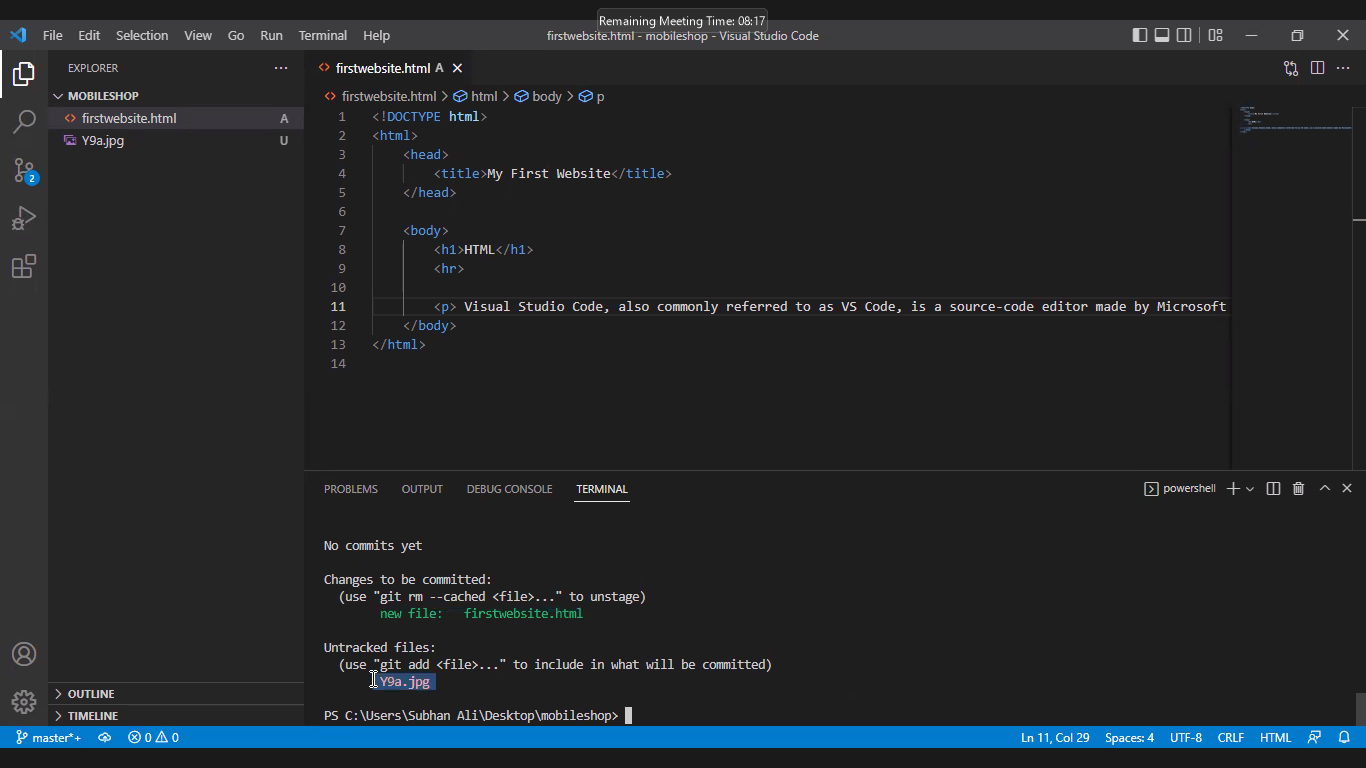 Remaining Meeting Time: 08:17
File Edit Selection View Go Run Terminal Help
firstwebsite.html - mobileshop - Visual Studio Code
EXPLORER
MOBILESHOP
firstwebsite.html A
Y9a.jpg U
2
OUTLINE
TIMELINE
firstwebsite.html A
firstwebsite.html > html > body > p
1 <!DOCTYPE html>
2 <html>
3 <head>
4 <title>My First Website</title>
5 </head>
6
7 <body>
8 <h1>HTML</h1>
9 <hr>
10
11 <p> Visual Studio Code, also commonly referred to as VS Code, is a source-code editor made by Microsoft
12 </body>
13 </html>
14
PROBLEMS OUTPUT DEBUG CONSOLE TERMINAL
powershell
No commits yet
Changes to be committed:
(use "git rm --cached <file>..." to unstage)
new file: firstwebsite.html
Untracked files:
(use "git add <file>..." to include in what will be committed)
Y9a.jpg
PS C:\Users\Subhan Ali\Desktop\mobileshop>
master*+ 0 0 Ln 11, Col 29 Spaces: 4 UTF-8 CRLF HTML